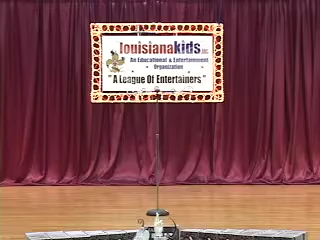 louisianakids
An Educational & Entertainment
Organization
"A League Of Entertainers"